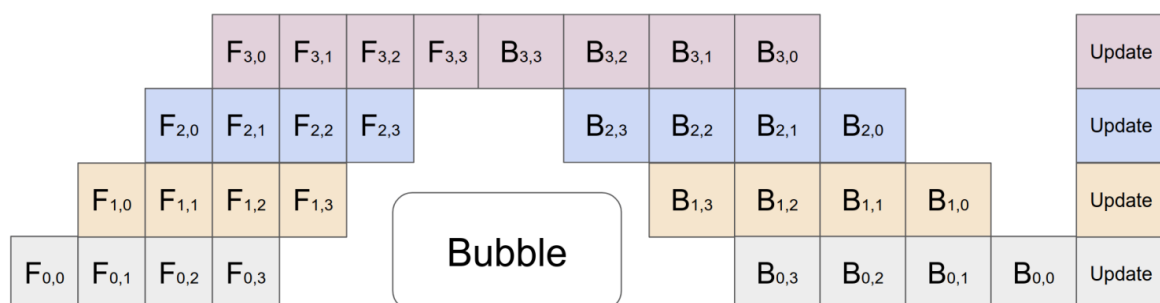 F3,0 F3,1 F3,2 F3,3 B3,3 B3,2 B3,1 B3,0 Update
F2,0 F2,1 F2,2 F2,3 B2,3 B2,2 B2,1 B2,0 Update
F1,0 F1,1 F1,2 F1,3 B1,3 B1,2 B1,1 B1,0 Update
F0,0 F0,1 F0,2 F0,3 Bubble B0,3 B0,2 B0,1 B0,0 Update